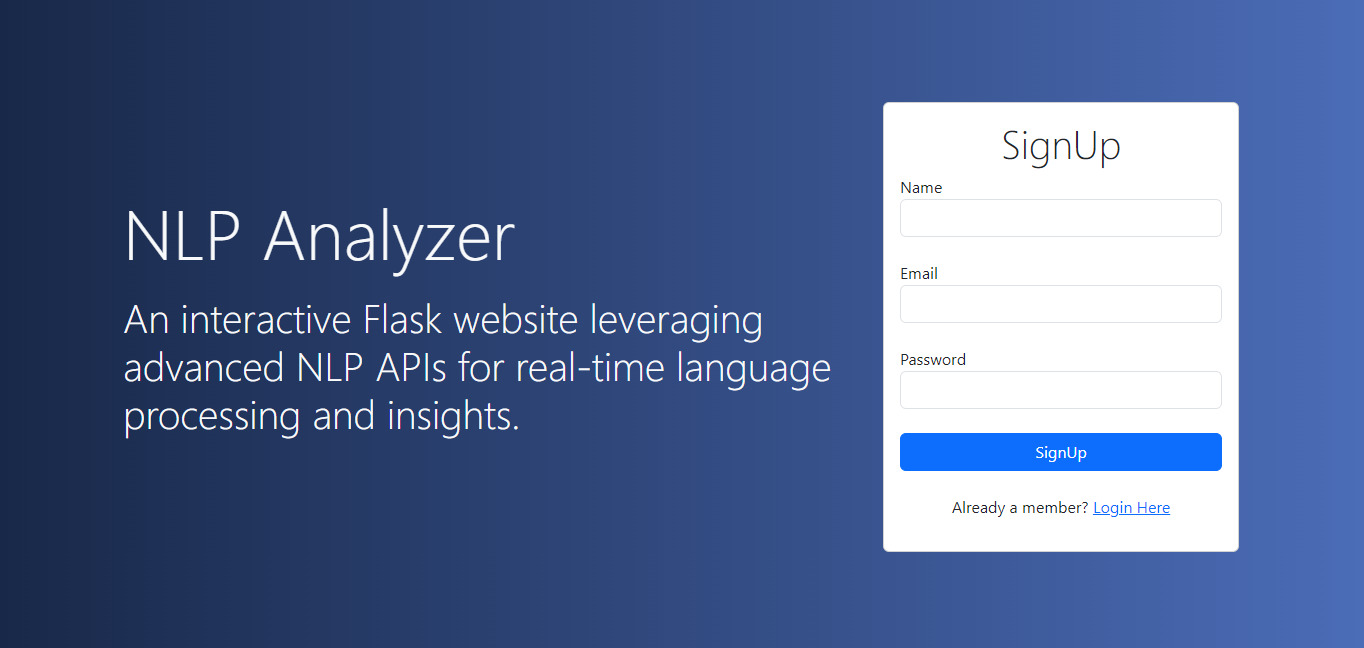 NLP Analyzer
An interactive Flask website leveraging
advanced NLP APIs for real-time language
processing and insights.
SignUp
Name
Email
Password
SignUp
Already a member? Login Here